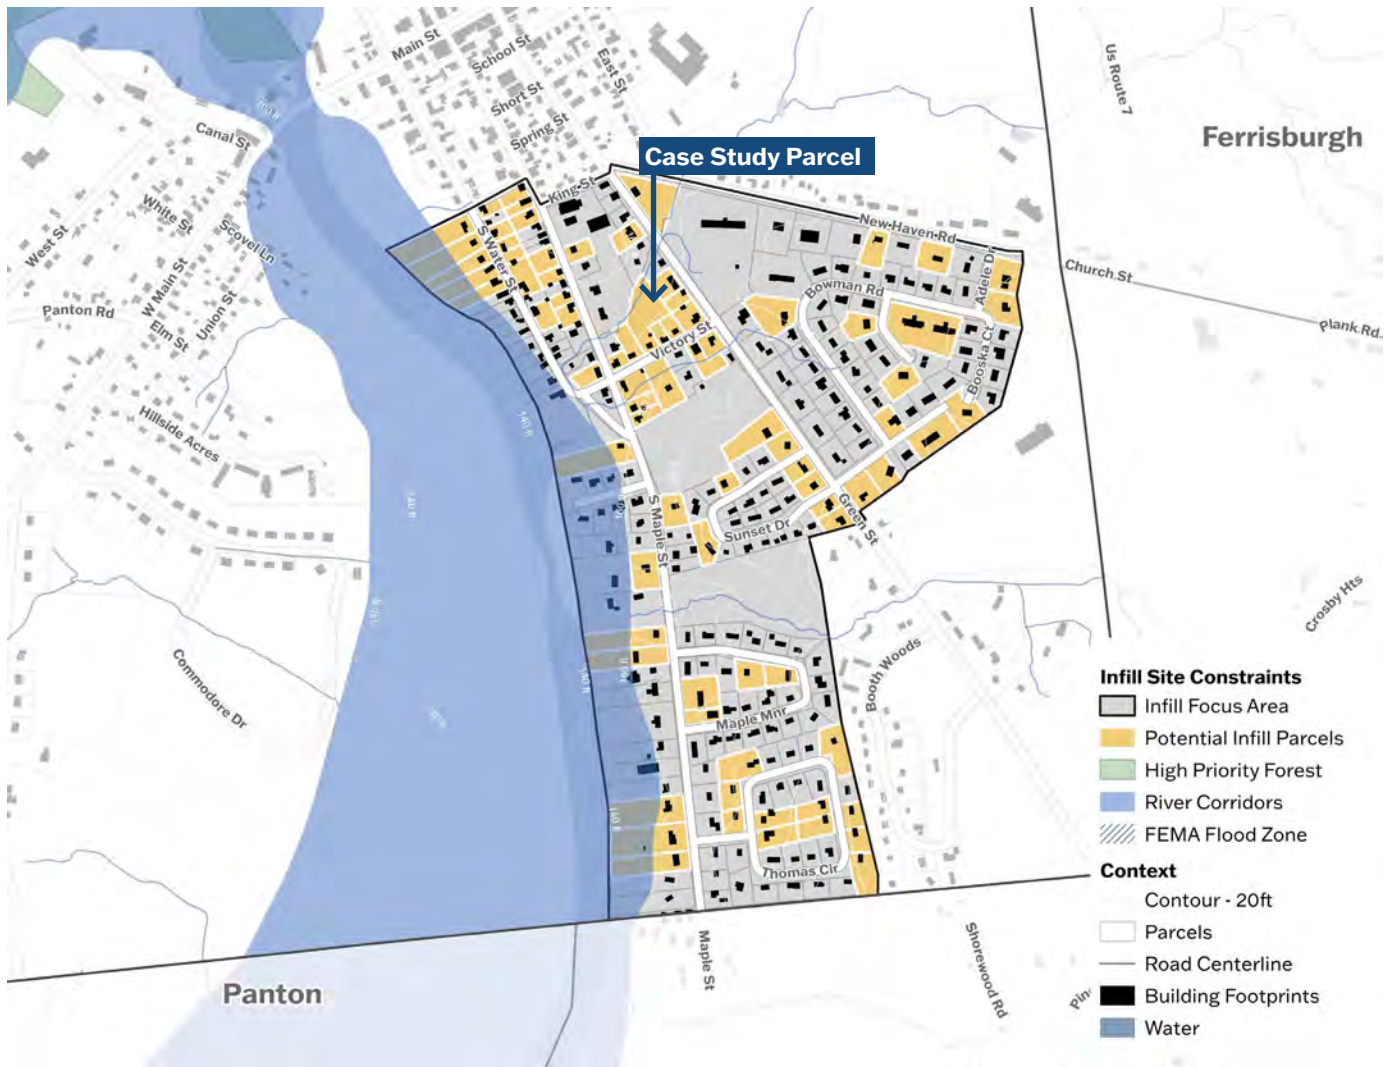 Main St
School St
East St
Short St
Spring St
Us Route 7
Ferrisburgh
Canal St
Case Study Parcel
King St
White St
West St
Scovel Ln
S Water St
New Haven Rd
Adele Dr
Church St
W Main St
Union St
Elm St
Panton Rd
Bowman Rd
Plank Rd
Victory St
Booska Ct
Hillside Acres
140 ft
140 ft
S Maple St
Green St
Sunset Dr
Crosby Hts
Commodore Dr
Booth Woods
Maple Mnr
Thomas Cir
Maple St
Shorewood Rd
Panton
Infill Site Constraints
Infill Focus Area
Potential Infill Parcels
High Priority Forest
River Corridors
FEMA Flood Zone
Context
Contour - 20ft
Parcels
Road Centerline
Building Footprints
Water